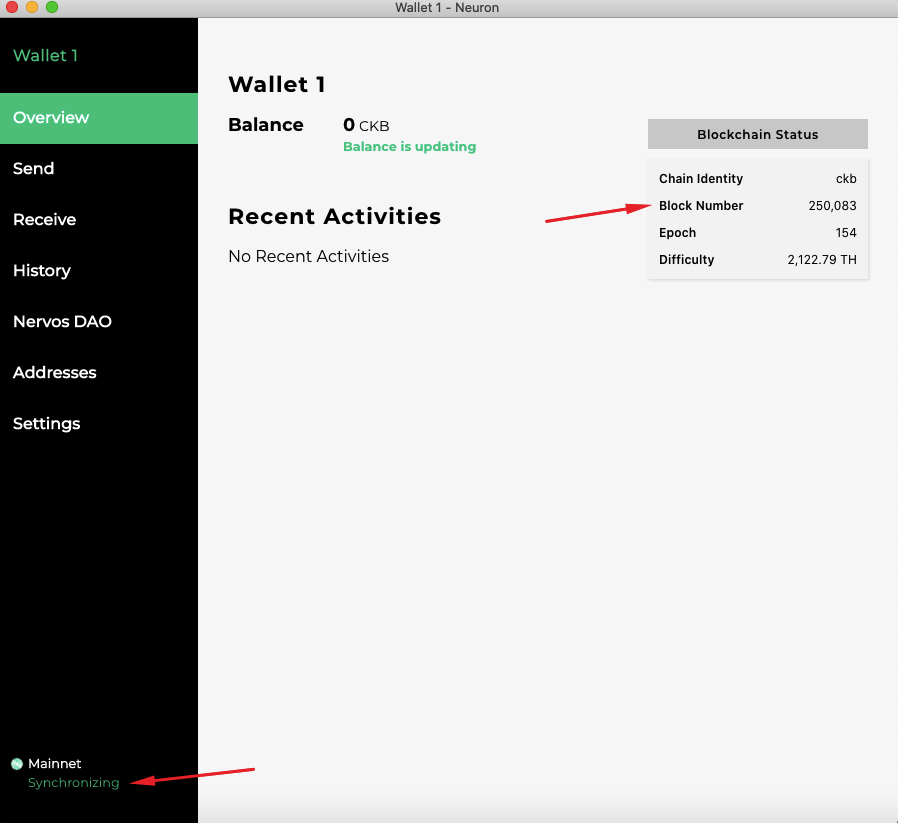 Wallet 1 - Neuron
Wallet 1
Overview
Send
Receive
History
Nervos DAO
Addresses
Settings
Mainnet
Synchronizing
Wallet 1
Balance 0 CKB
Balance is updating
Recent Activities
No Recent Activities
Blockchain Status
Chain Identity ckb
Block Number 250,083
Epoch 154
Difficulty 2,122.79 TH